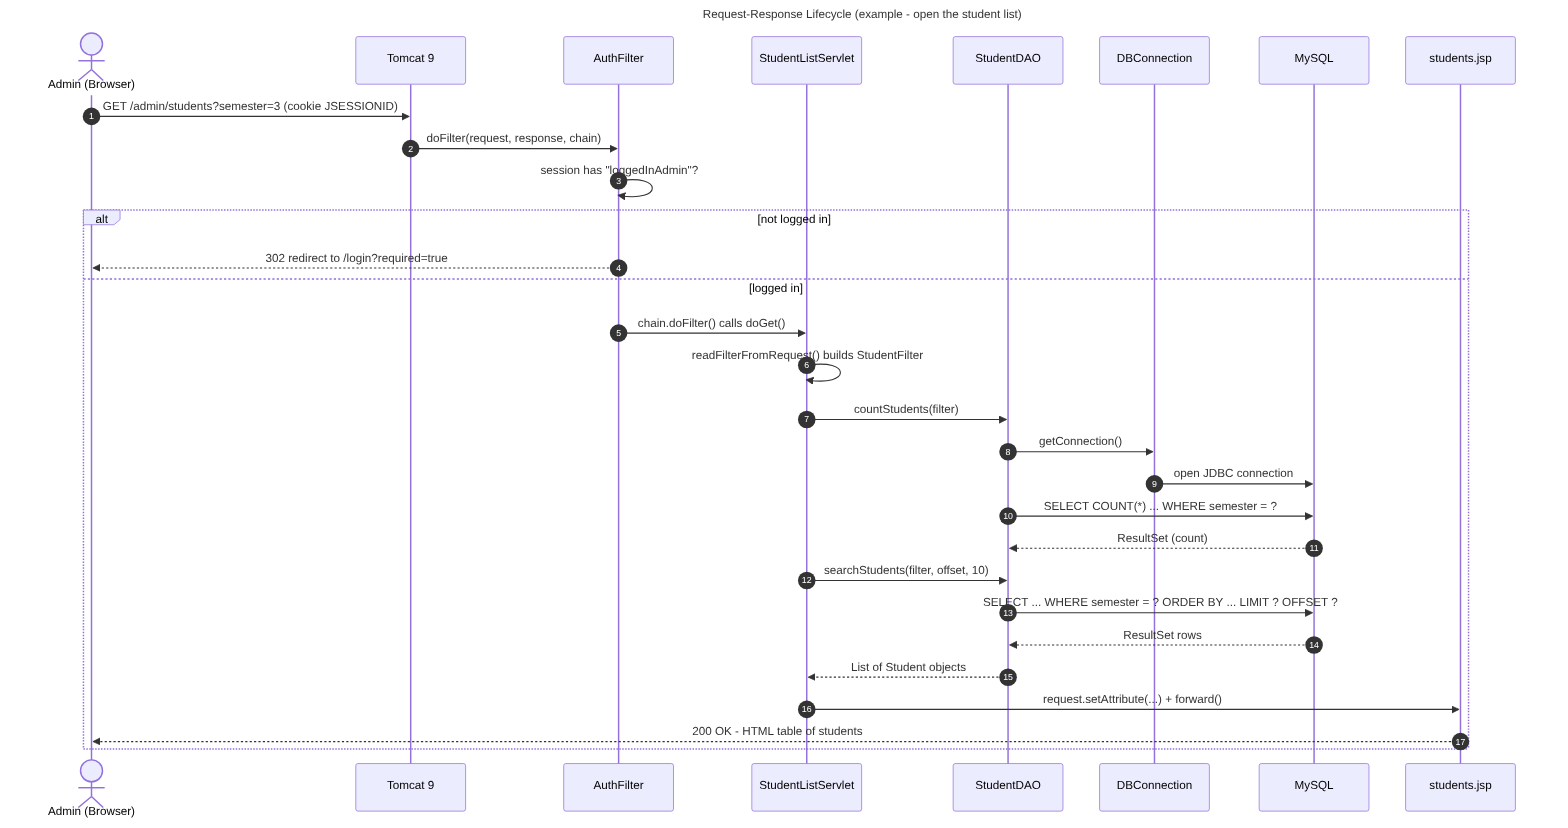 Request-Response Lifecycle (example - open the student list)
Admin (Browser)
Tomcat 9
AuthFilter
StudentListServlet
StudentDAO
DBConnection
MySQL
students.jsp
1
GET /admin/students?semester=3 (cookie JSESSIONID)
2
doFilter(request, response, chain)
session has "loggedInAdmin"?
3
alt
[not logged in]
302 redirect to /login?required=true
4
[logged in]
5
chain.doFilter() calls doGet()
readFilterFromRequest() builds StudentFilter
6
7
countStudents(filter)
8
getConnection()
9
open JDBC connection
10
SELECT COUNT(*) ... WHERE semester = ?
ResultSet (count)
11
12
searchStudents(filter, offset, 10)
SELECT ... WHERE semester = ? ORDER BY ... LIMIT ? OFFSET ?
13
ResultSet rows
14
List of Student objects
15
16
request.setAttribute(...) + forward()
200 OK - HTML table of students
17
Admin (Browser)
Tomcat 9
AuthFilter
StudentListServlet
StudentDAO
DBConnection
MySQL
students.jsp